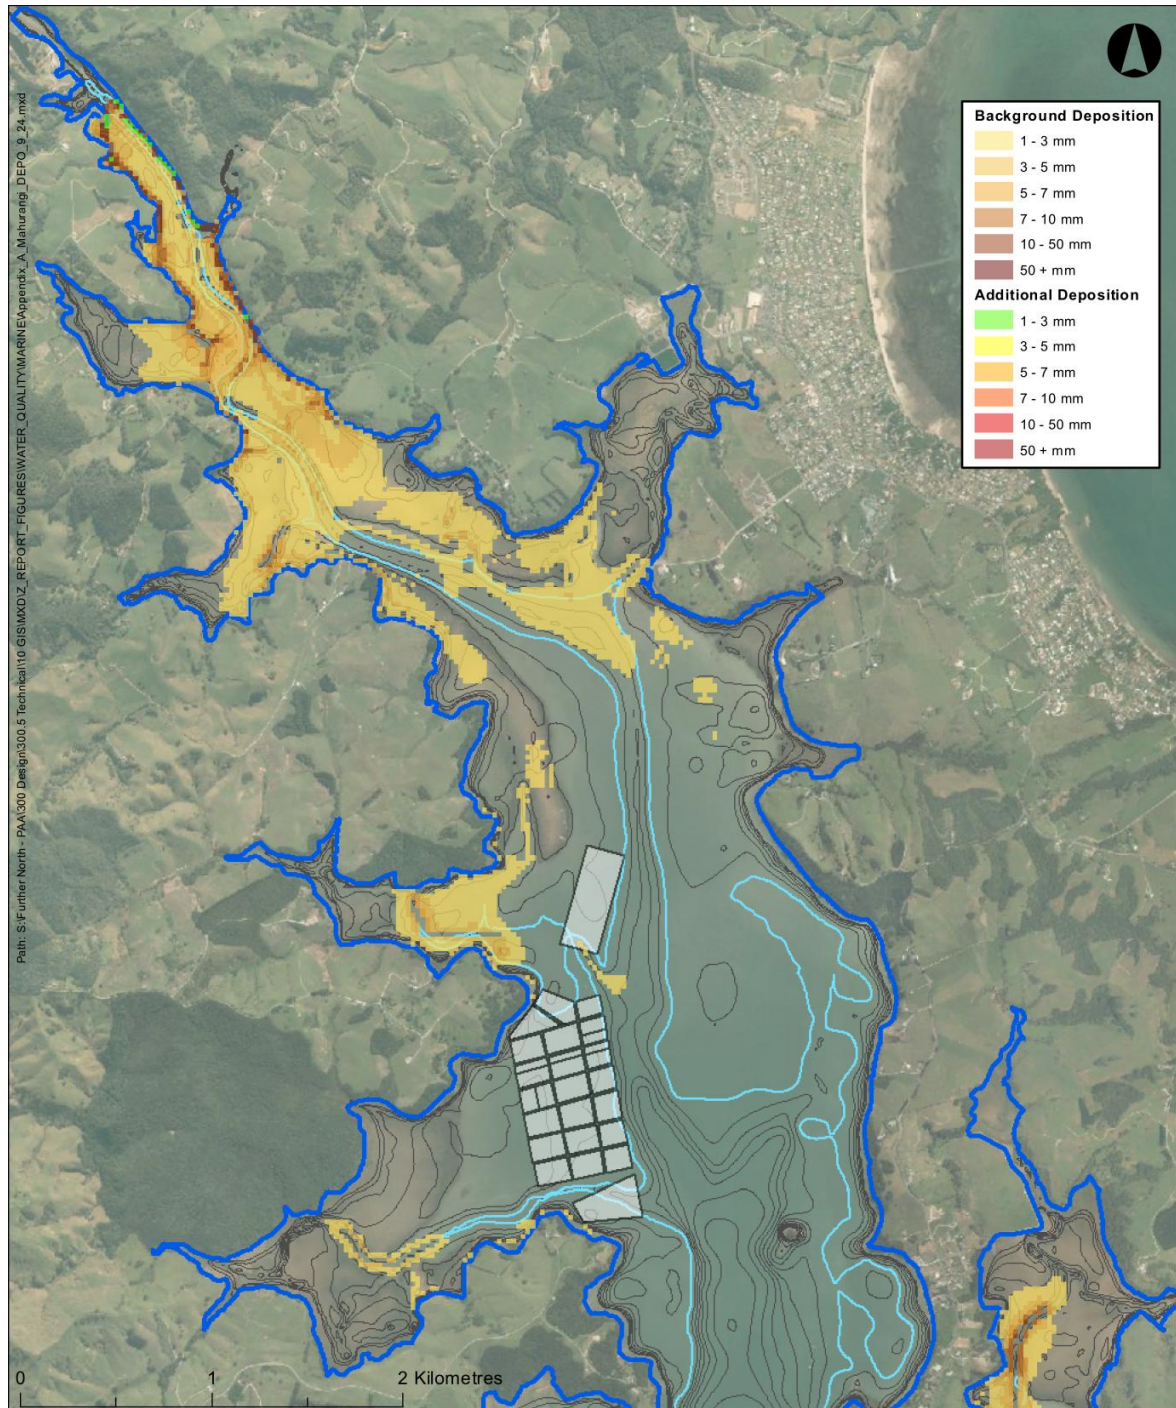 Path: S:\Further North - PAA\300 Design\300.5 Technical\10 GIS\MXD\Z_REPORT_FIGURES\WATER_QUALITY\MARINE\Appendix_A_Mahurangi_DEPO_9_24.mxd
Background Deposition
1 - 3 mm
3 - 5 mm
5 - 7 mm
7 - 10 mm
10 - 50 mm
50 + mm
Additional Deposition
1 - 3 mm
3 - 5 mm
5 - 7 mm
7 - 10 mm
10 - 50 mm
50 + mm
0 1 2 Kilometres